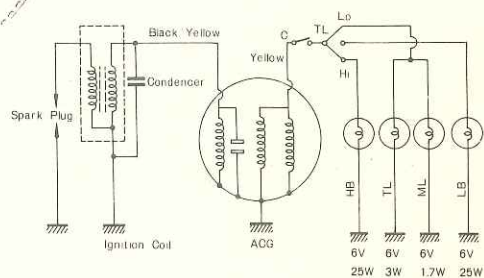 Black Yellow
Condenser
Spark Plug
Ignition Coil
Yellow
ACG
C
TL
Lo
Hi
HB
TL
ML
LB
6V
25W
6V
3W
6V
1.7W
6V
25W